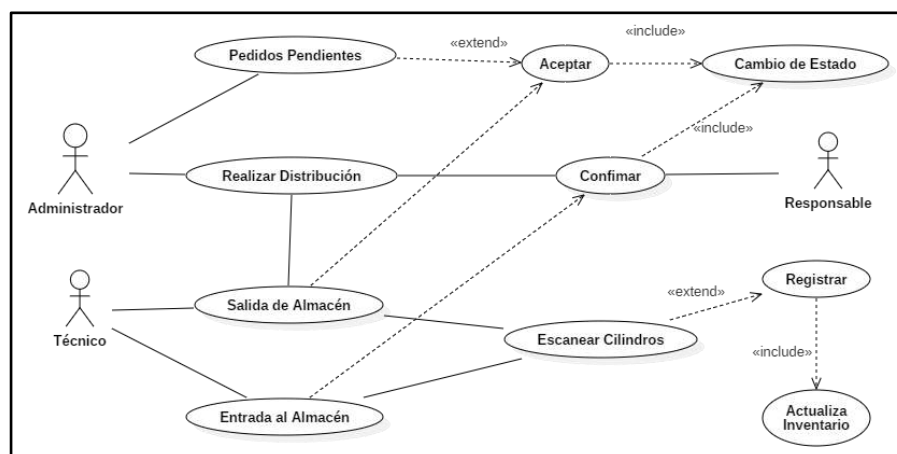 Pedidos Pendientes
«extend»
Aceptar
«include»
Cambio de Estado
«include»
Administrador
Realizar Distribución
Confimar
Responsable
Técnico
Salida de Almacén
Escanear Cilindros
«extend»
Registrar
«include»
Entrada al Almacén
Actualiza
Inventario